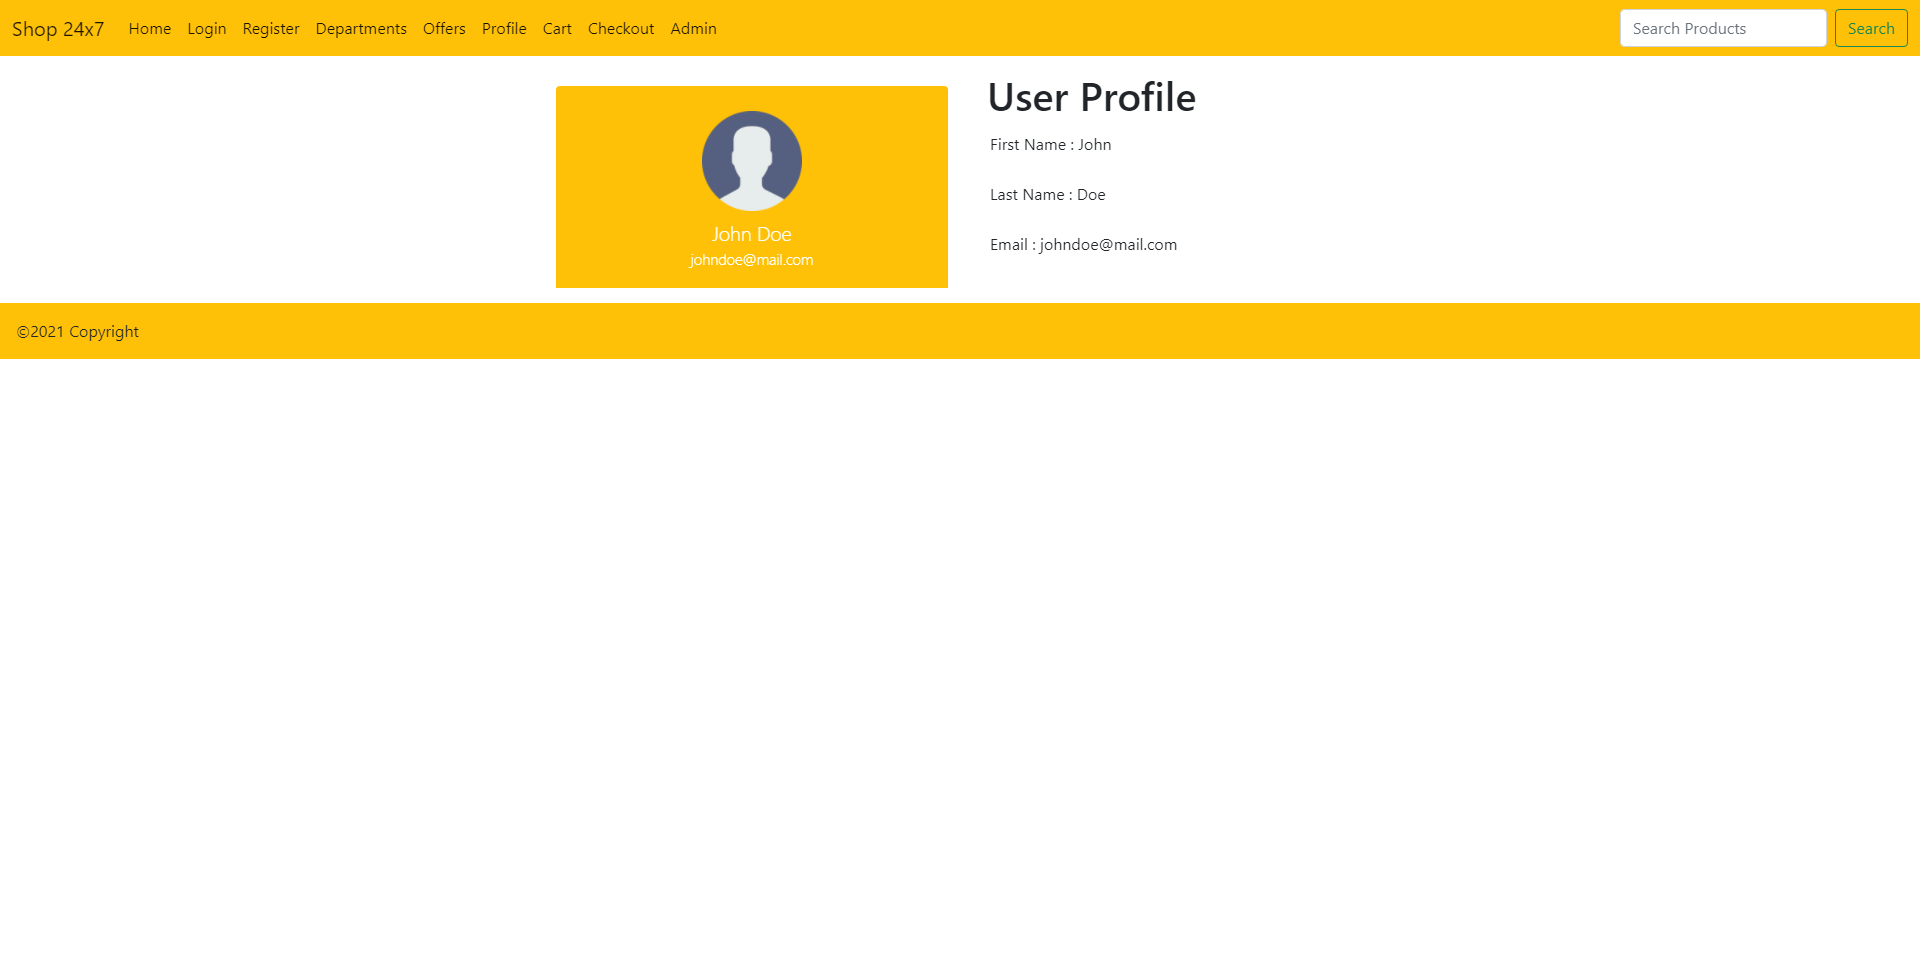 Shop 24x7 Home Login Register Departments Offers Profile Cart Checkout Admin Search Products Search
John Doe
johndoe@mail.com
User Profile
First Name : John
Last Name : Doe
Email : johndoe@mail.com
©2021 Copyright